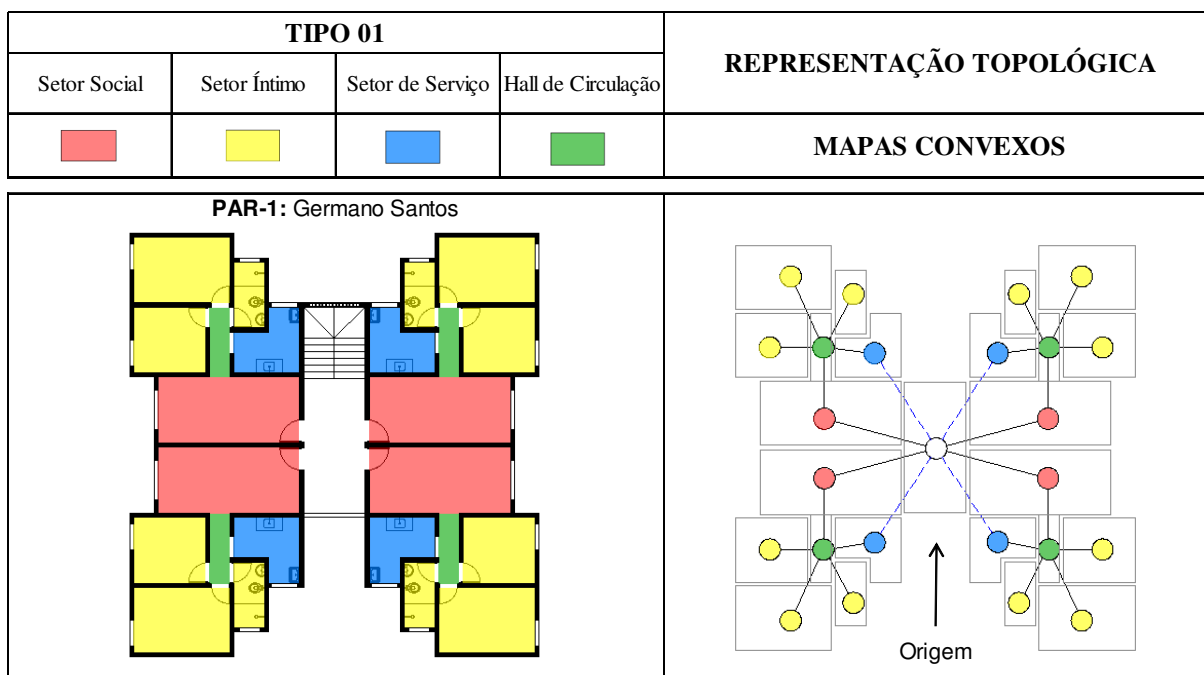 TIPO 01
REPRESENTAÇÃO TOPOLÓGICA
Setor Social
Setor Íntimo
Setor de Serviço
Hall de Circulação
MAPAS CONVEXOS
PAR-1: Germano Santos
Origem